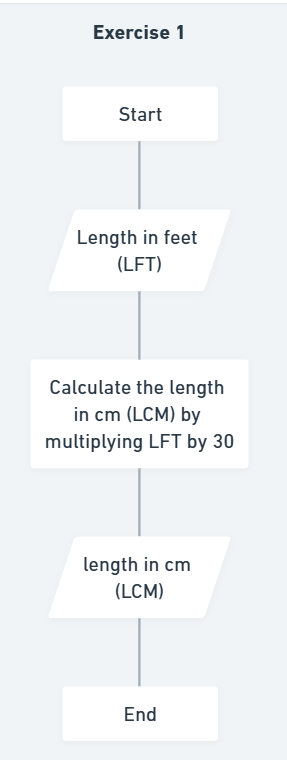 Exercise 1
Start
Length in feet
(LFT)
Calculate the length
in cm (LCM) by
multiplying LFT by 30
length in cm
(LCM)
End